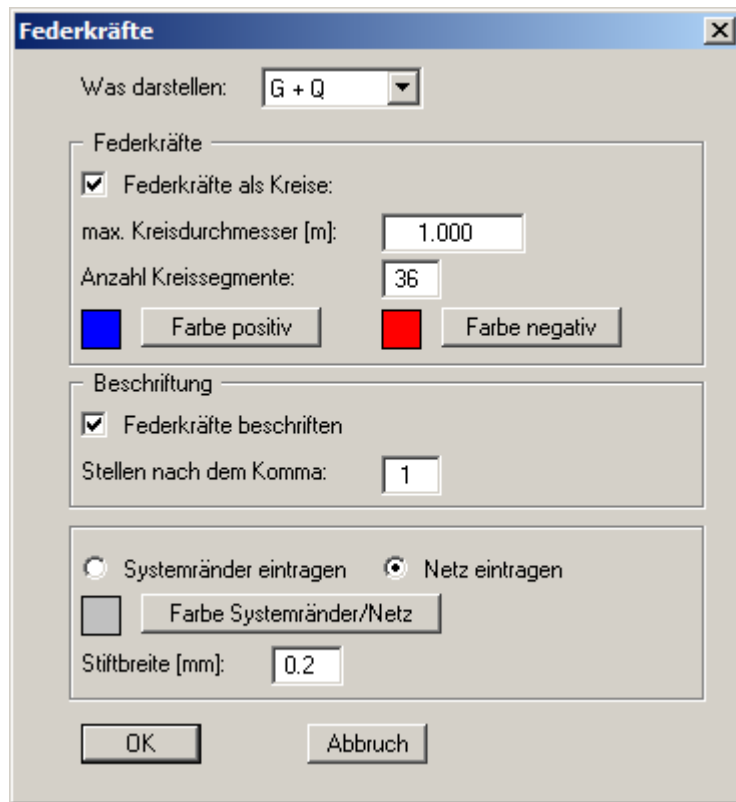 Federkräfte
Was darstellen: G + Q
Federkräfte
Federkräfte als Kreise:
max. Kreisdurchmesser [m]: 1.000
Anzahl Kreissegmente: 36
Farbe positiv Farbe negativ
Beschriftung
Federkräfte beschriften
Stellen nach dem Komma: 1
Systemränder eintragen Netz eintragen
Farbe Systemränder/Netz
Stiftbreite [mm]: 0.2
OK Abbruch